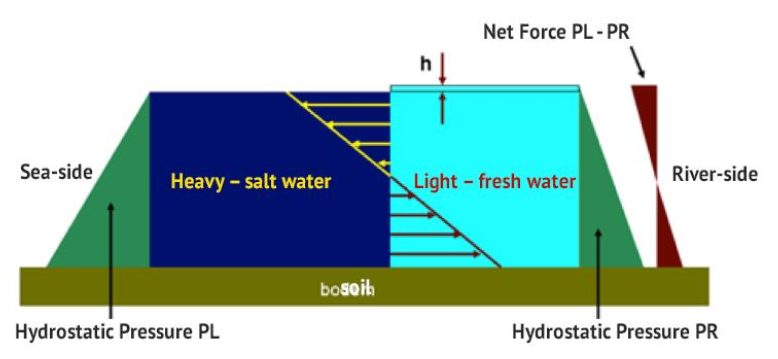 Net Force PL - PR
h
Sea-side
Heavy – salt water
Light – fresh water
River-side
soil
Hydrostatic Pressure PL
Hydrostatic Pressure PR